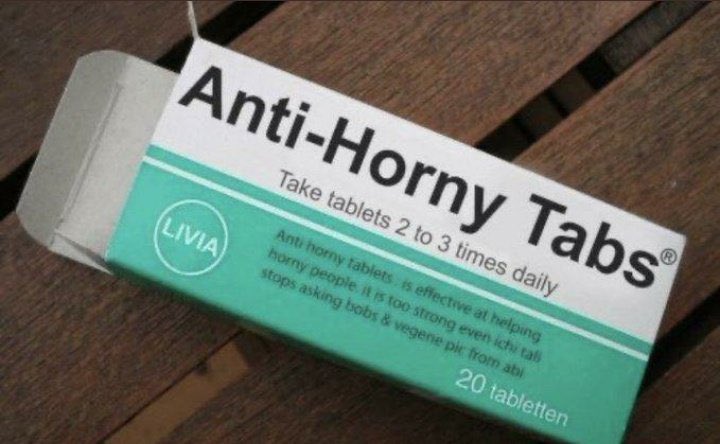 Anti-Horny Tabs®
Take tablets 2 to 3 times daily
LIVIA
Anti horny tablets . is effective at helping
horny people. it is too strong even ichi tali
stops asking bobs & vegene pic from abi
20 tabletten